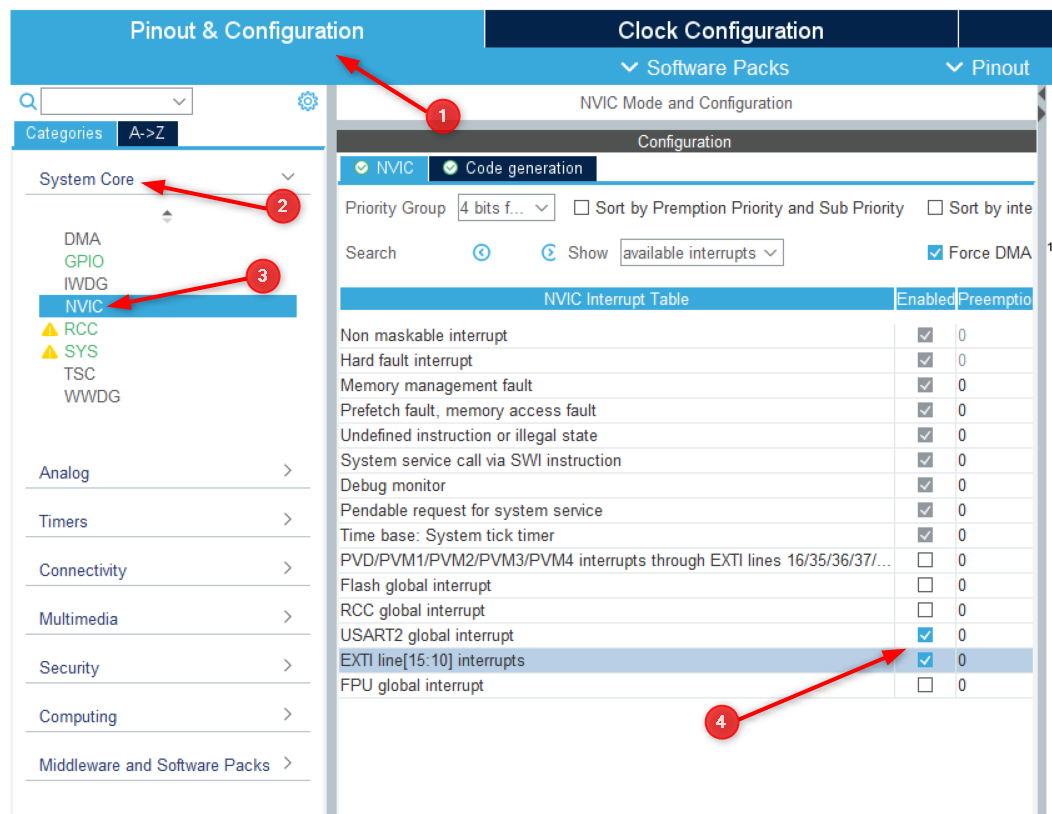 Pinout & Configuration
Clock Configuration
Software Packs
Pinout
1
NVIC Mode and Configuration
Categories
A->Z
Configuration
NVIC
Code generation
System Core
2
Priority Group
4 bits f...
Sort by Premption Priority and Sub Priority
Sort by inte
DMA
GPIO
IWDG
NVIC
RCC
SYS
TSC
WWDG
3
Search
Show
available interrupts
Force DMA
1
NVIC Interrupt Table Enabled Preemptio
Non maskable interrupt 0
Hard fault interrupt 0
Memory management fault 0
Prefetch fault, memory access fault 0
Undefined instruction or illegal state 0
System service call via SWI instruction 0
Debug monitor 0
Pendable request for system service 0
Time base: System tick timer 0
PVD/PVM1/PVM2/PVM3/PVM4 interrupts through EXTI lines 16/35/36/37/... 0
Flash global interrupt 0
RCC global interrupt 0
USART2 global interrupt 0
EXTI line[15:10] interrupts 0
FPU global interrupt 0
4
Analog
Timers
Connectivity
Multimedia
Security
Computing
Middleware and Software Packs